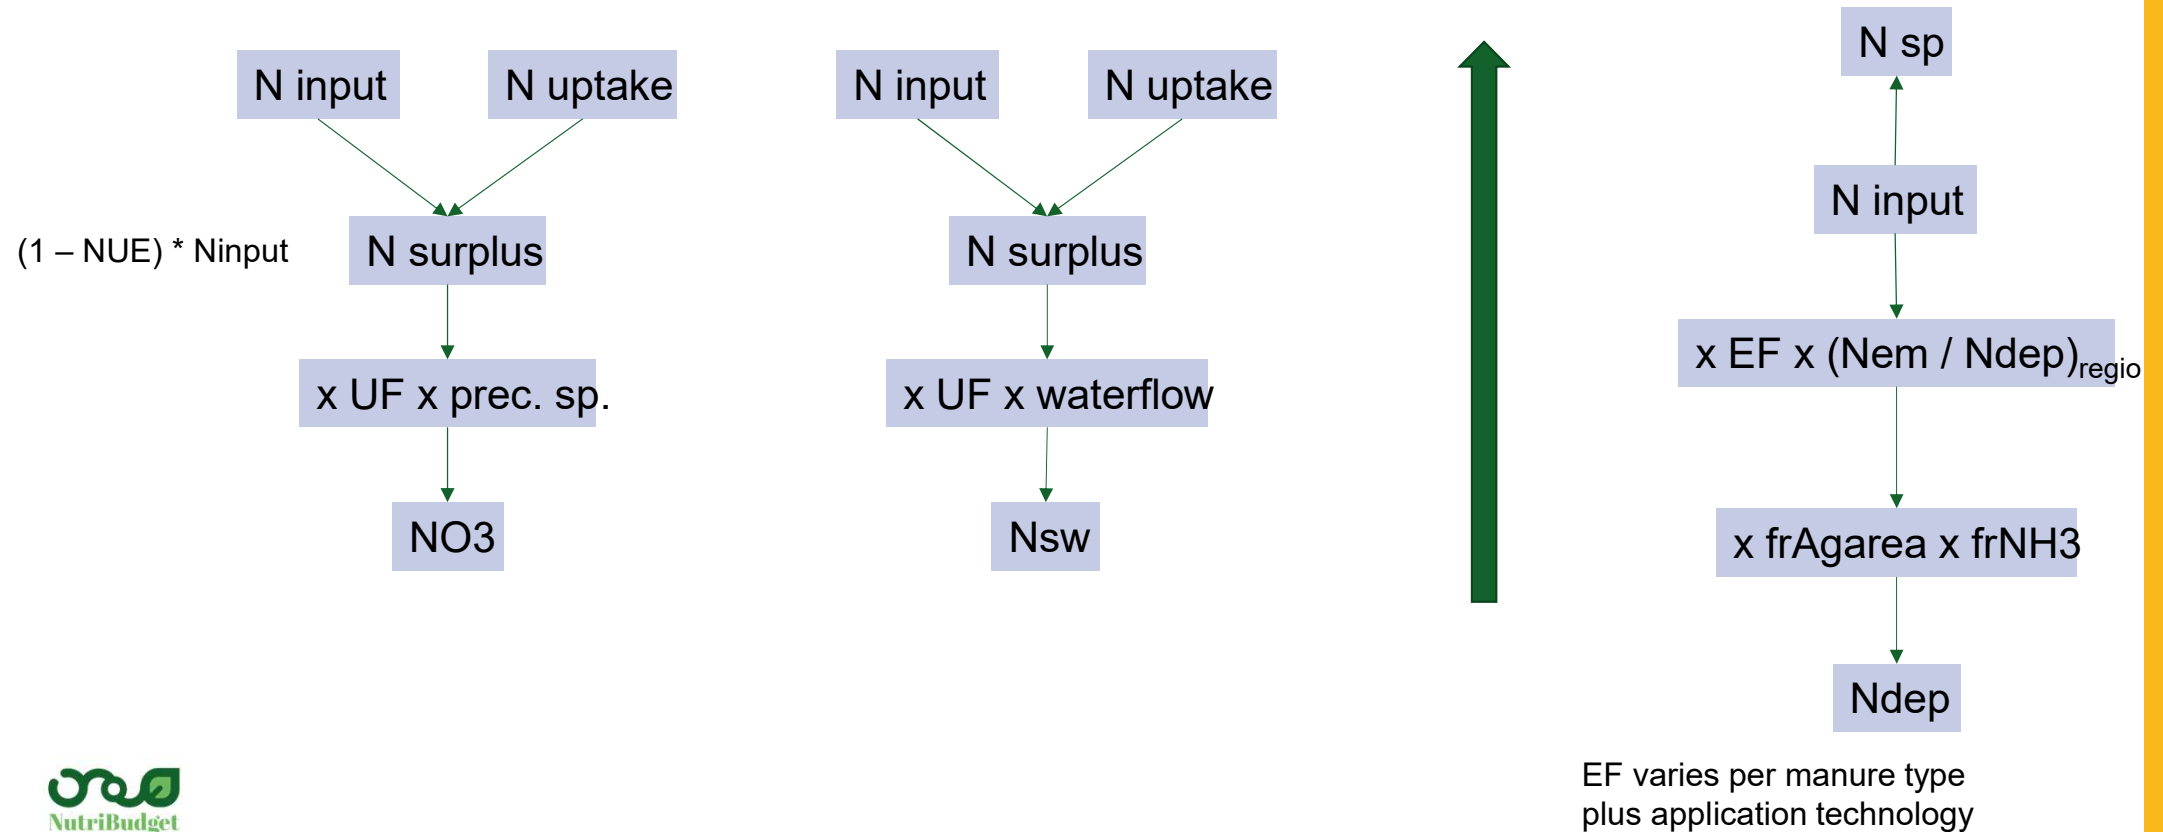 N input
N uptake
(1 – NUE) * Ninput
N surplus
x UF x prec. sp.
NO3
N input
N uptake
N surplus
x UF x waterflow
Nsw
N sp
N input
x EF x (Nem / Ndep)regio
x frAgarea x frNH3
Ndep
EF varies per manure type
plus application technology
NutriBudget